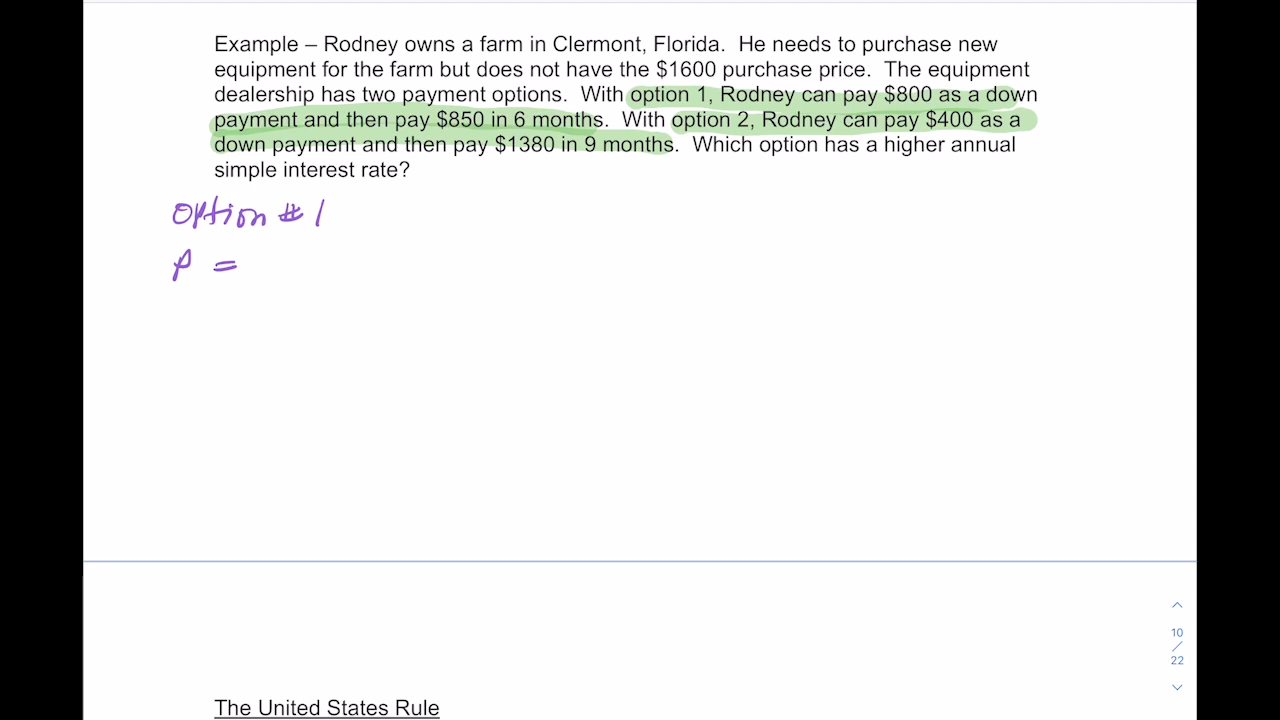 Example – Rodney owns a farm in Clermont, Florida.  He needs to purchase new
equipment for the farm but does not have the $1600 purchase price.  The equipment
dealership has two payment options.  With option 1, Rodney can pay $800 as a down
payment and then pay $850 in 6 months.  With option 2, Rodney can pay $400 as a
down payment and then pay $1380 in 9 months.  Which option has a higher annual
simple interest rate?
option # 1
P =
10
/
22
The United States Rule